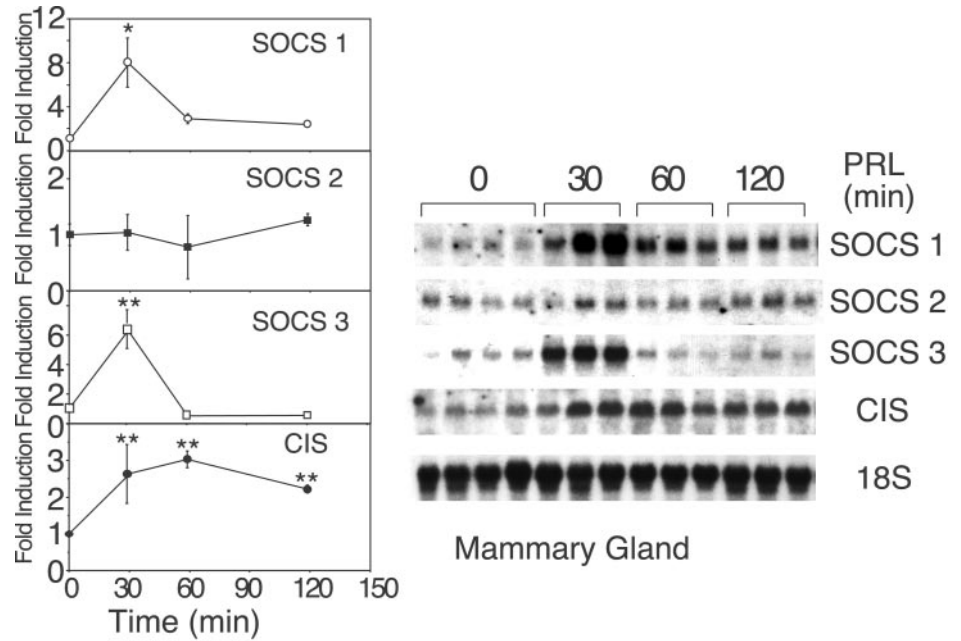 12
8
4
0
Fold Induction
SOCS 1
*
2
1
0
Fold Induction
SOCS 2
6
4
2
0
Fold Induction
SOCS 3
**
3
2
1
0
Fold Induction
CIS
**
**
**
0 30 60 90 120 150
Time (min)
0 30 60 120 PRL
(min)
SOCS 1
SOCS 2
SOCS 3
CIS
18S
Mammary Gland